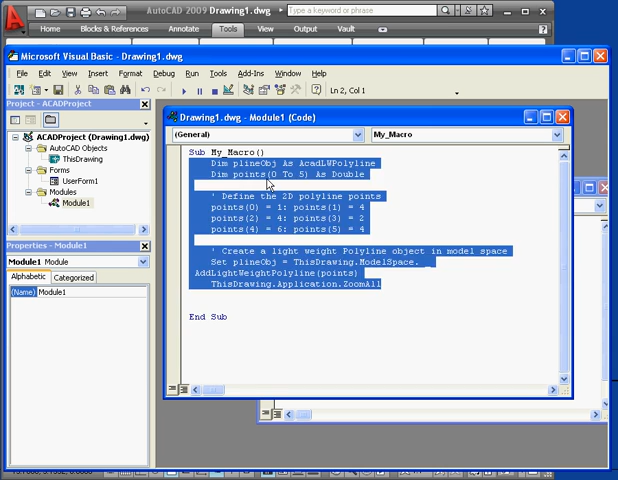 AutoCAD 2009 Drawing1.dwg
Type a keyword or phrase
Home Blocks & References Annotate Tools Output View Vault
Microsoft Visual Basic - Drawing1.dwg
File Edit View Insert Format Debug Run Tools Add-Ins Window Help
Ln 2, Col 1
Project - ACADProject
ACADProject (Drawing1.dwg)
AutoCAD Objects
ThisDrawing
Forms
UserForm1
Modules
Module1
Properties - Module1
Module1 Module
Alphabetic Categorized
(Name) Module1
Drawing1.dwg - Module1 (Code)
(General) My_Macro
Sub My_Macro()
Dim plineObj As AcadLWPolyline
Dim points(0 To 5) As Double
' Define the 2D polyline points
points(0) = 1: points(1) = 4
points(2) = 4: points(3) = 2
points(4) = 6: points(5) = 4
' Create a light weight Polyline object in model space
Set plineObj = ThisDrawing.ModelSpace. _
AddLightWeightPolyline(points)
ThisDrawing.Application.ZoomAll
End Sub